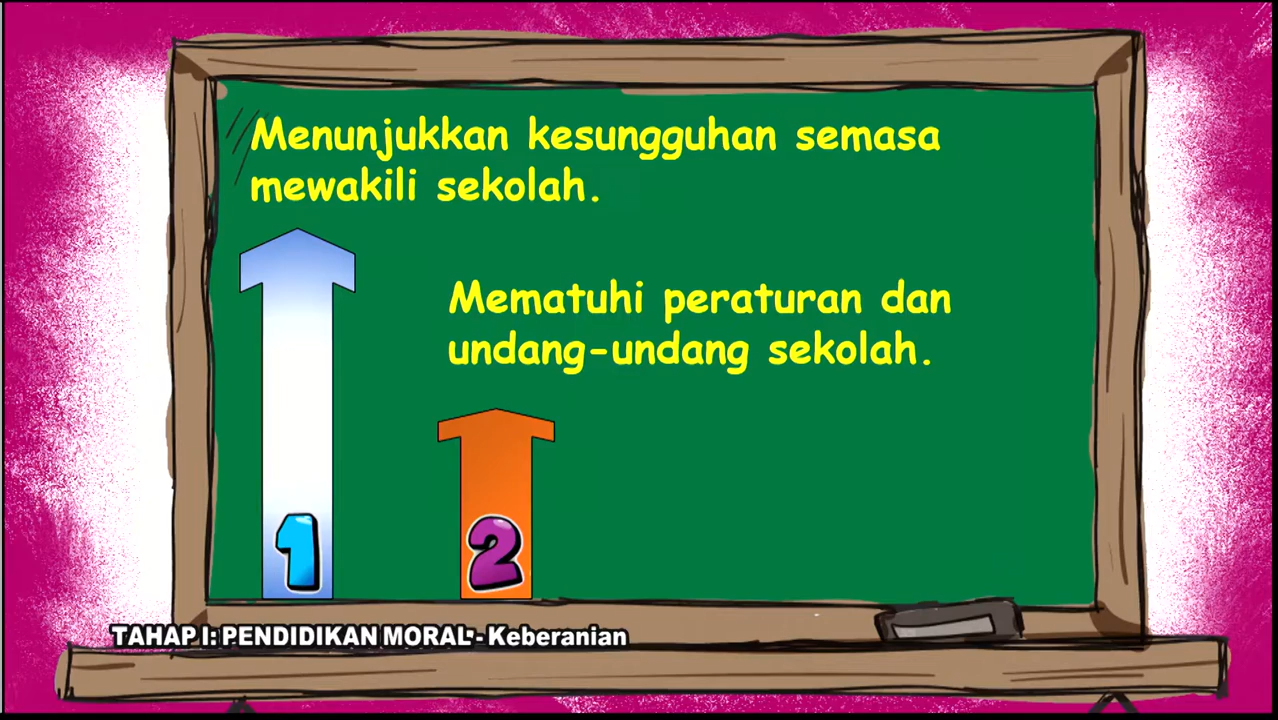 Menunjukkan kesungguhan semasa
mewakili sekolah.
Mematuhi peraturan dan
undang-undang sekolah.
1
2
TAHAP I: PENDIDIKAN MORAL - Keberanian